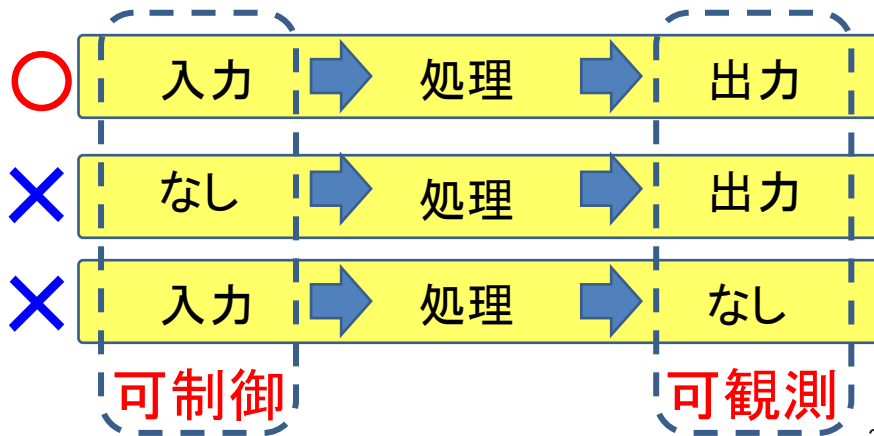 入力 処理 出力
なし 処理 出力
入力 処理 なし
可制御 可観測